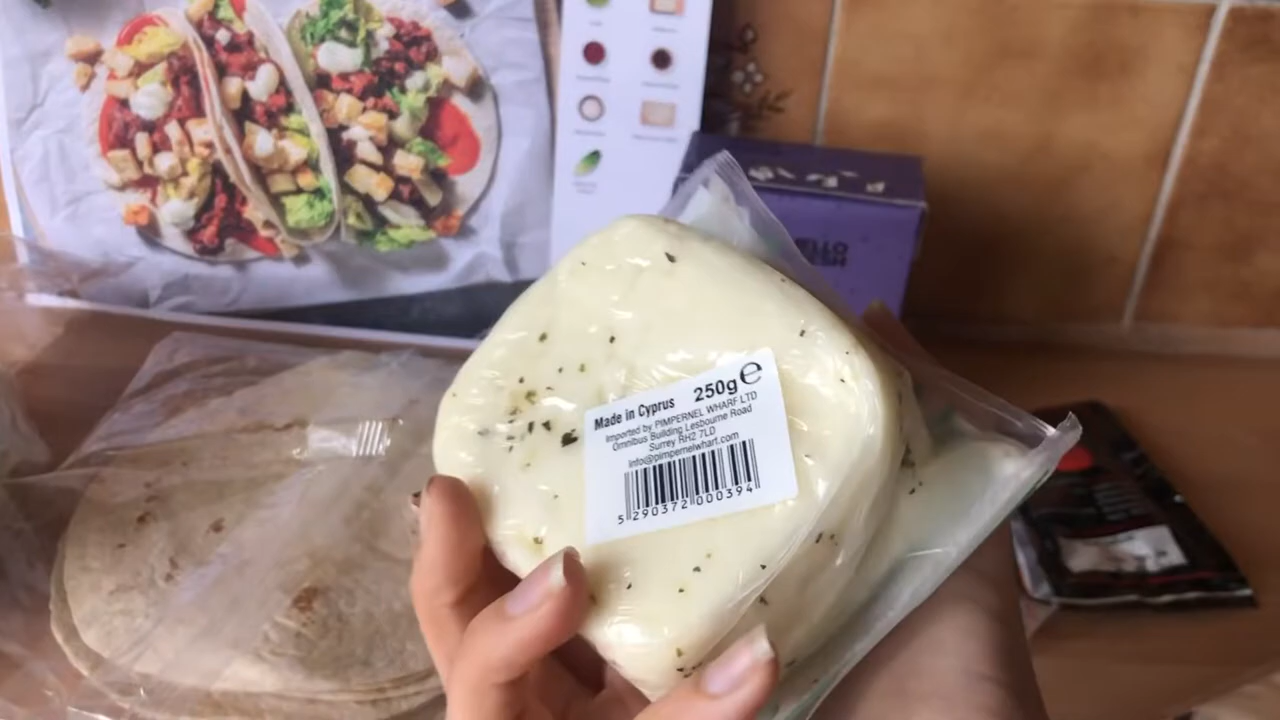 ELLO
Made in Cyprus 250g e
Imported by PIMPERNEL WHARF LTD
Omnibus Building Lesbourne Road
Surrey RH2 7LD
Info@pimpernelwharf.com
5 290372 000394